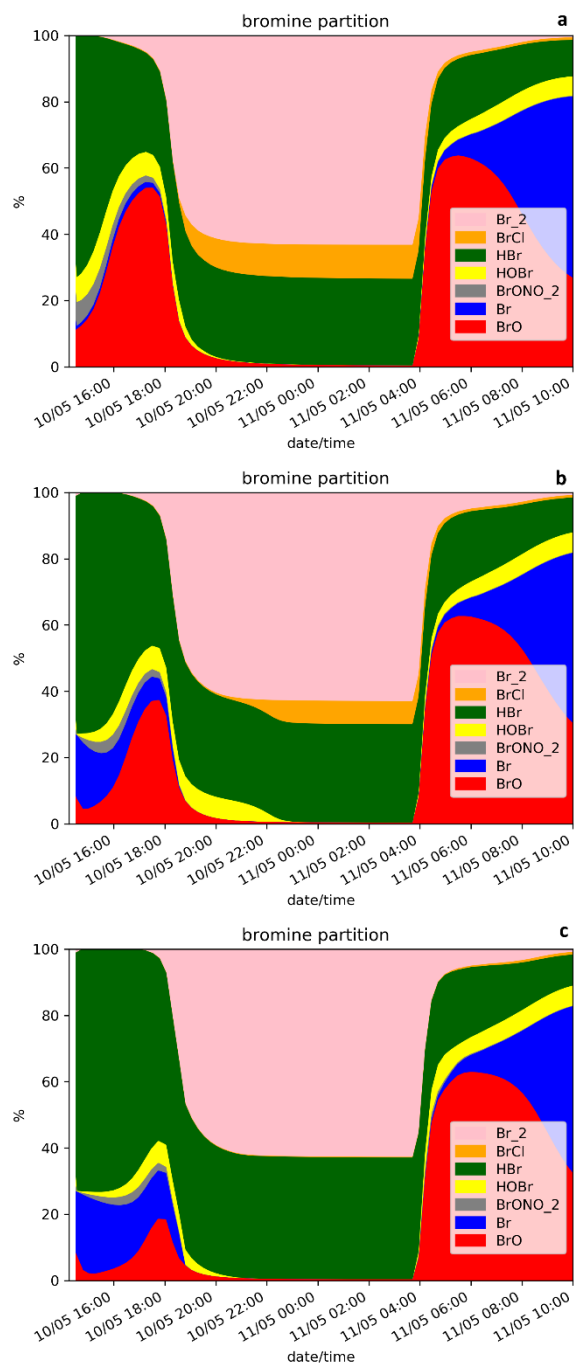 bromine partition
a
100
80
60
40
20
0
%
Br_2
BrCl
HBr
HOBr
BrONO_2
Br
BrO
10/05 16:00
10/05 18:00
10/05 20:00
10/05 22:00
11/05 00:00
11/05 02:00
11/05 04:00
11/05 06:00
11/05 08:00
11/05 10:00
date/time
bromine partition
b
100
80
60
40
20
0
%
Br_2
BrCl
HBr
HOBr
BrONO_2
Br
BrO
10/05 16:00
10/05 18:00
10/05 20:00
10/05 22:00
11/05 00:00
11/05 02:00
11/05 04:00
11/05 06:00
11/05 08:00
11/05 10:00
date/time
bromine partition
c
100
80
60
40
20
0
%
Br_2
BrCl
HBr
HOBr
BrONO_2
Br
BrO
10/05 16:00
10/05 18:00
10/05 20:00
10/05 22:00
11/05 00:00
11/05 02:00
11/05 04:00
11/05 06:00
11/05 08:00
11/05 10:00
date/time